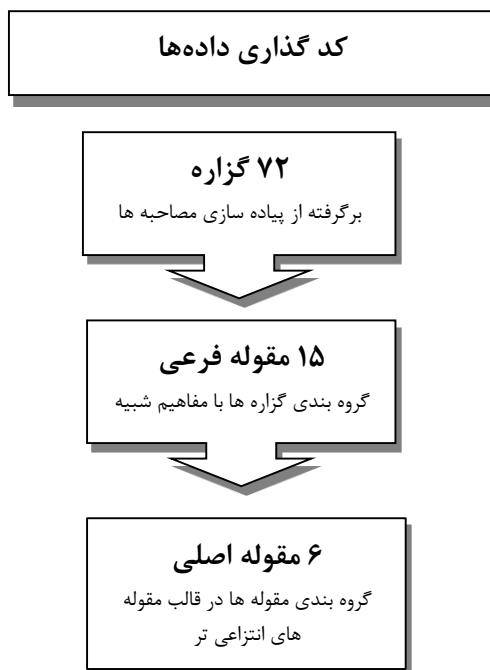 کد گذاری داده‌ها
۷۲ گزاره
برگرفته از پیاده سازی مصاحبه ها
۱۵ مقوله فرعی
گروه بندی گزاره ها با مفاهیم شبیه
۶ مقوله اصلی
گروه بندی مقوله ها در قالب مقوله
های انتزاعی تر